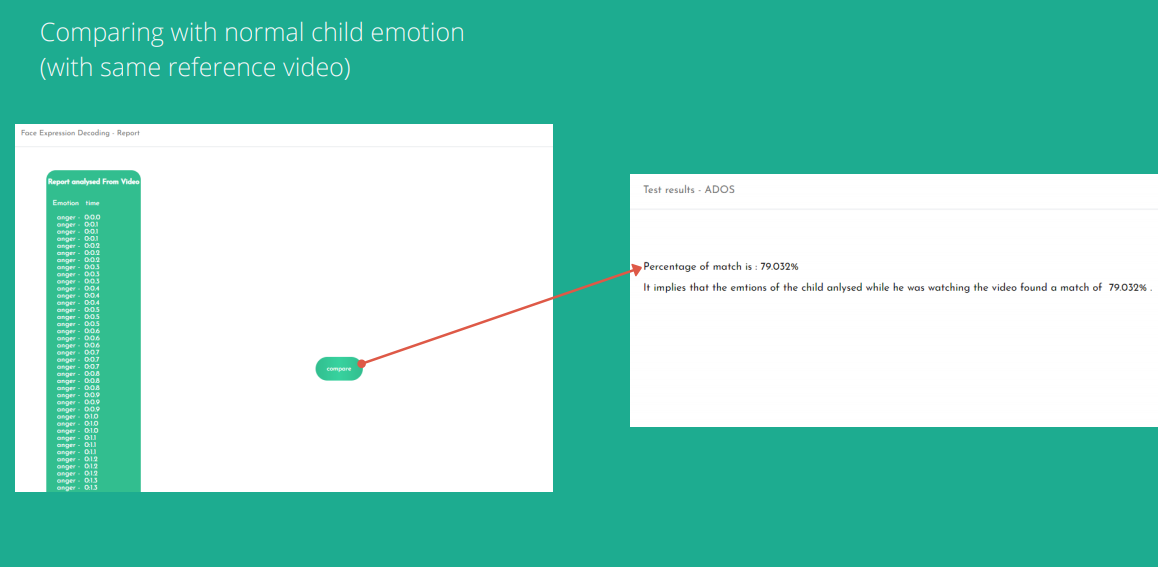 Comparing with normal child emotion
(with same reference video)
Face Expression Decoding - Report
Report analysed From Video
Emotion time
anger - 0:0.0
anger - 0:0.1
anger - 0:0.1
anger - 0:0.1
anger - 0:0.2
anger - 0:0.2
anger - 0:0.2
anger - 0:0.3
anger - 0:0.3
anger - 0:0.3
anger - 0:0.4
anger - 0:0.4
anger - 0:0.4
anger - 0:0.5
anger - 0:0.5
anger - 0:0.5
anger - 0:0.6
anger - 0:0.6
anger - 0:0.6
anger - 0:0.7
anger - 0:0.7
anger - 0:0.7
anger - 0:0.8
anger - 0:0.8
anger - 0:0.8
anger - 0:0.9
anger - 0:0.9
anger - 0:0.9
anger - 0:1.0
anger - 0:1.0
anger - 0:1.0
anger - 0:1.1
anger - 0:1.1
anger - 0:1.1
anger - 0:1.2
anger - 0:1.2
anger - 0:1.2
anger - 0:1.3
anger - 0:1.3
compare
Test results - ADOS
Percentage of match is : 79.032%
It implies that the emtions of the child anlysed while he was watching the video found a match of 79.032% .